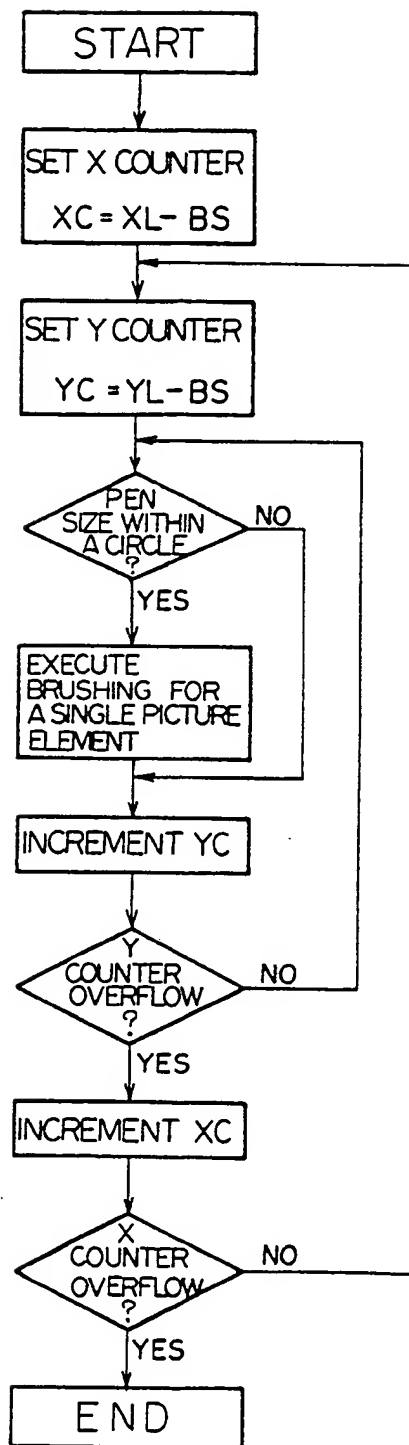 START
SET X COUNTER
XC = XL- BS
SET Y COUNTER
YC = YL- BS
PEN
SIZE WITHIN
A CIRCLE
?
NO
YES
EXECUTE
BRUSHING FOR
A SINGLE PICTURE
ELEMENT
INCREMENT YC
Y
COUNTER
OVERFLOW
?
NO
YES
INCREMENT XC
X
COUNTER
OVERFLOW
?
NO
YES
END